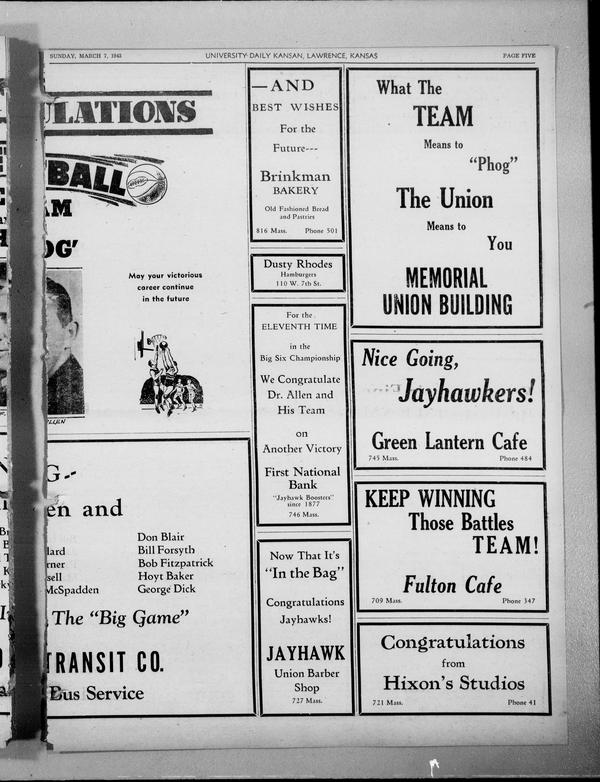 SUNDAY, MARCH 7, 1943
UNIVERSITY DAILY KANSAN, LAWRENCE, KANSAS
PAGE FIVE
ULATIONS
BALL
AM
OG'
May your victorious
career continue
in the future
G--
en and
Don Blair
lard Bill Forsyth
rner Bob Fitzpatrick
sell Hoyt Baker
McSpadden George Dick
The "Big Game"
TRANSIT CO.
Bus Service
—AND
BEST WISHES
For the
Future---
Brinkman
BAKERY
Old Fashioned Bread
and Pastries
816 Mass. Phone 501
Dusty Rhodes
Hamburgers
110 W. 7th St.
For the
ELEVENTH TIME
in the
Big Six Championship
We Congratulate
Dr. Allen and
His Team
on
Another Victory
First National
Bank
"Jayhawk Boosters"
since 1877
746 Mass.
Now That It's
"In the Bag"
Congratulations
Jayhawks!
JAYHAWK
Union Barber
Shop
727 Mass.
What The
TEAM
Means to
"Phog"
The Union
Means to
You
MEMORIAL
UNION BUILDING
Nice Going,
Jayhawkers!
Green Lantern Cafe
745 Mass. Phone 484
KEEP WINNING
Those Battles
TEAM!
Fulton Cafe
709 Mass. Phone 347
Congratulations
from
Hixon's Studios
721 Mass. Phone 41